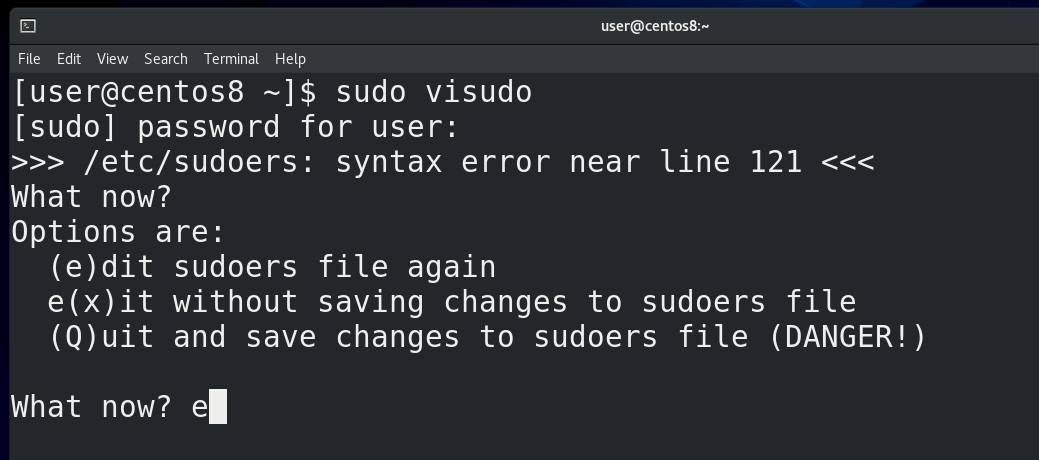 user@centos8:~
File Edit View Search Terminal Help
[user@centos8 ~]$ sudo visudo
[sudo] password for user:
>>> /etc/sudoers: syntax error near line 121 <<<
What now?
Options are:
  (e)dit sudoers file again
  e(x)it without saving changes to sudoers file
  (Q)uit and save changes to sudoers file (DANGER!)
What now? e